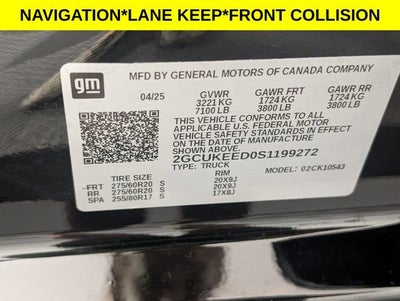 NAVIGATION*LANE KEEP*FRONT COLLISION
gm
MFD BY GENERAL MOTORS OF CANADA COMPANY
04/25 GVWR GAWR FRT GAWR RR
3221 KG 1724 KG 1724 KG
7100 LB 3800 LB 3800 LB
THIS VEHICLE CONFORMS TO ALL
APPLICABLE U.S. FEDERAL MOTOR
VEHICLE SAFETY STANDARDS IN EFFECT
ON THE DATE OF MANUFACTURE
SHOWN ABOVE.
2GCUKEED0S1199272
TYPE: TRUCK MODEL: 02CK10543
TIRE SIZE RIM
FRT 275/60R20 S 20X9J
RR 275/60R20 S 20X9J
SPA 255/80R17 S 17X8J